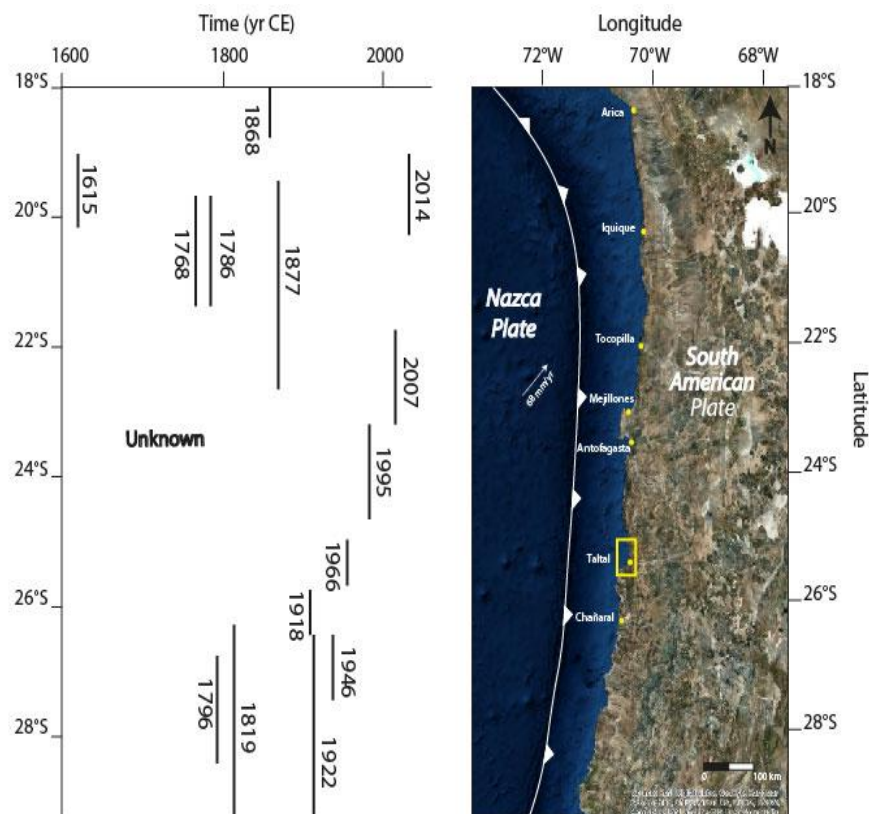 Time (yr CE)
1600
1800
2000
18°S
20°S
22°S
24°S
26°S
28°S
1868
1615
2014
1768
1786
1877
2007
Unknown
1995
1966
1918
1946
1796
1819
1922
Longitude
72°W
70°W
68°W
18°S
20°S
22°S
24°S
26°S
28°S
Latitude
N
Arica
Iquique
Nazca
Plate
68 mm/yr
Tocopilla
South
American
Plate
Mejillones
Antofagasta
Taltal
Chañaral
0
100 km